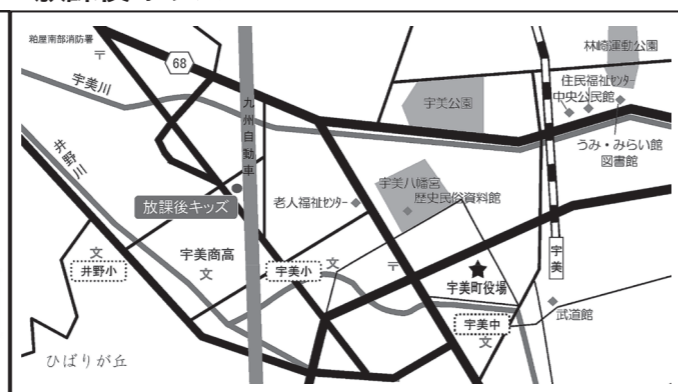 粕屋南部消防署
〒
68
宇美川
井野川
九州自動車
宇美公園
林崎運動公園
住民福祉センター
中央公民館
うみ・みらい館
図書館
放課後キッズ
老人福祉センター
宇美八幡宮
歴史民俗資料館
文
井野小
宇美商高
文
宇美小
文
〒
宇美町役場
宇美
宇美中
文
武道館
ひばりが丘